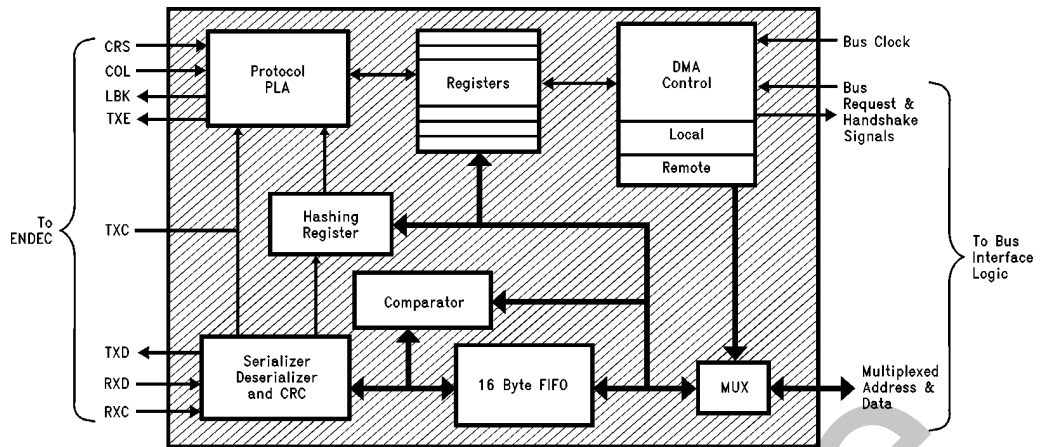 CRS
COL
LBK
TXE
TXC
TXD
RXD
RXC
To
ENDEC
Protocol
PLA
Registers
DMA
Control
Local
Remote
Hashing
Register
Comparator
Serializer
Deserializer
and CRC
16 Byte FIFO
MUX
Bus Clock
Bus
Request &
Handshake
Signals
To Bus
Interface
Logic
Multiplexed
Address &
Data